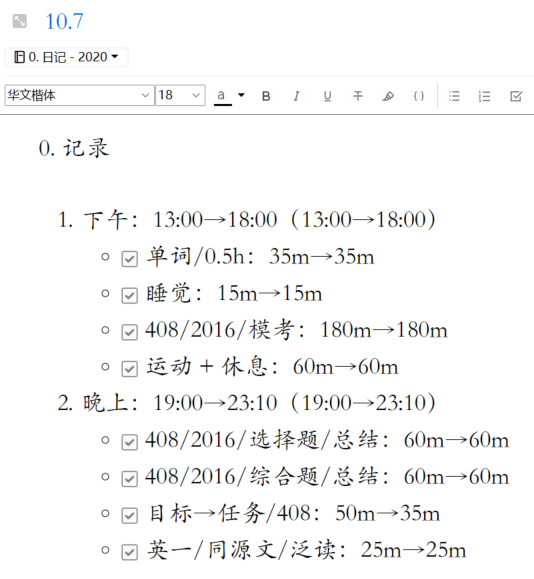 10.7
0. 日记 - 2020
华文楷体 18 a B I U T { }
0. 记录
1. 下午：13:00→18:00（13:00→18:00）
单词/0.5h：35m→35m
睡觉：15m→15m
408/2016/模考：180m→180m
运动 + 休息：60m→60m
2. 晚上：19:00→23:10（19:00→23:10）
408/2016/选择题/总结：60m→60m
408/2016/综合题/总结：60m→60m
目标→任务/408：50m→35m
英一/同源文/泛读：25m→25m